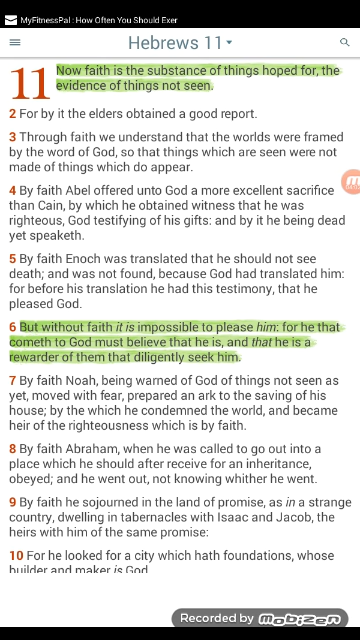 MyFitnessPal : How Often You Should Exer
Hebrews 11
11 Now faith is the substance of things hoped for, the
evidence of things not seen.
2 For by it the elders obtained a good report.
3 Through faith we understand that the worlds were framed
by the word of God, so that things which are seen were not
made of things which do appear.
4 By faith Abel offered unto God a more excellent sacrifice
than Cain, by which he obtained witness that he was
righteous, God testifying of his gifts: and by it he being dead
yet speaketh.
5 By faith Enoch was translated that he should not see
death; and was not found, because God had translated him:
for before his translation he had this testimony, that he
pleased God.
6 But without faith it is impossible to please him: for he that
cometh to God must believe that he is, and that he is a
rewarder of them that diligently seek him.
7 By faith Noah, being warned of God of things not seen as
yet, moved with fear, prepared an ark to the saving of his
house; by the which he condemned the world, and became
heir of the righteousness which is by faith.
8 By faith Abraham, when he was called to go out into a
place which he should after receive for an inheritance,
obeyed; and he went out, not knowing whither he went.
9 By faith he sojourned in the land of promise, as in a strange
country, dwelling in tabernacles with Isaac and Jacob, the
heirs with him of the same promise:
10 For he looked for a city which hath foundations, whose
builder and maker is God
Recorded by mobizen